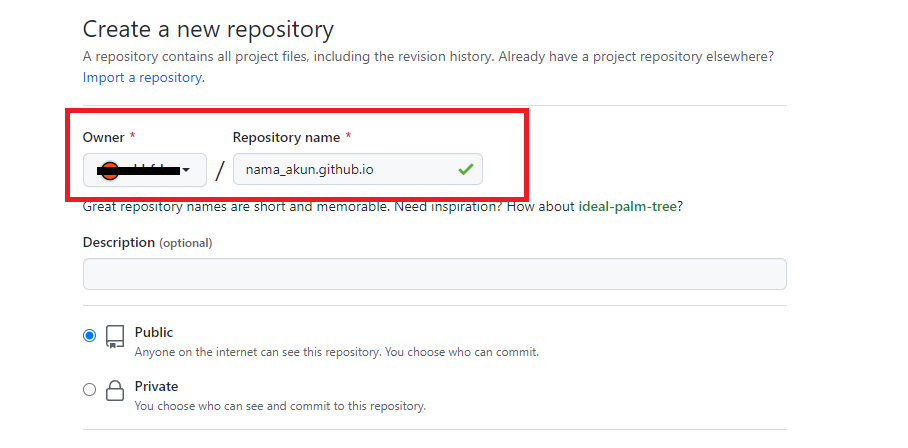 Create a new repository
A repository contains all project files, including the revision history. Already have a project repository elsewhere?
Import a repository.
Owner * Repository name *
/ nama_akun.github.io
Great repository names are short and memorable. Need inspiration? How about ideal-palm-tree?
Description (optional)
Public
Anyone on the internet can see this repository. You choose who can commit.
Private
You choose who can see and commit to this repository.